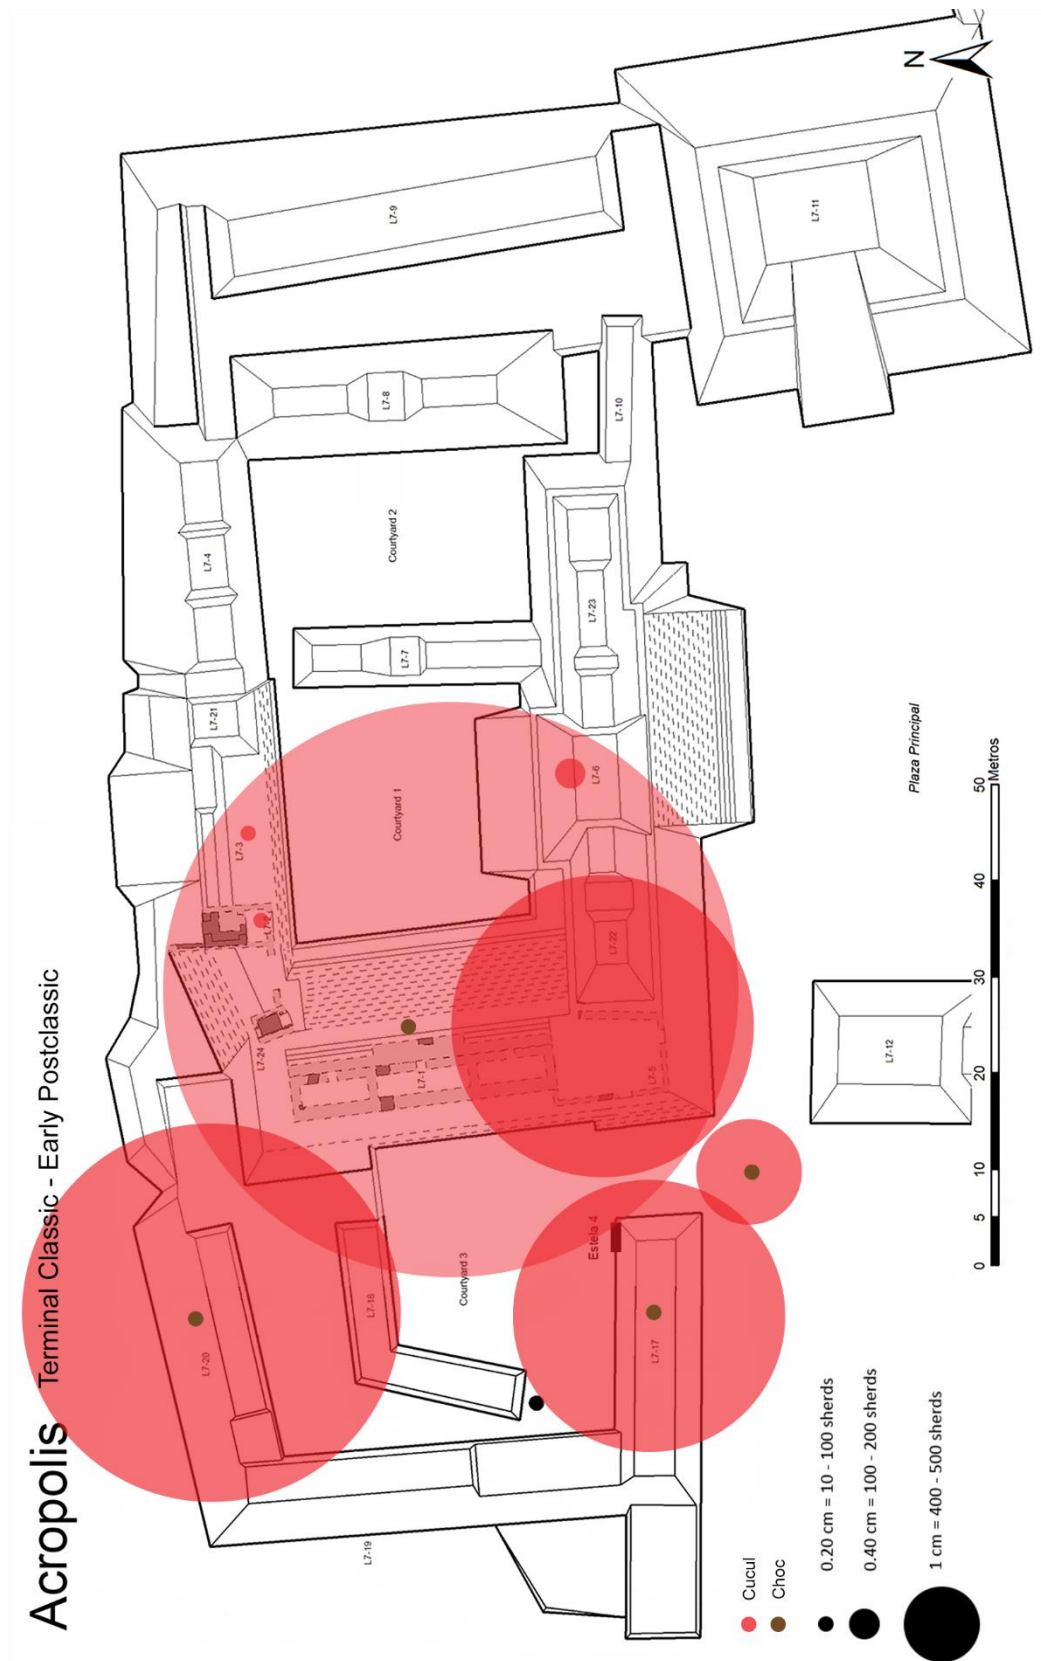 Acropolis Terminal Classic - Early Postclassic
N
L7-9
L7-11
L7-8
L7-10
L7-4
Courtyard 2
L7-23
L7-7
L7-21
L7-6
Plaza Principal
L7-3
Courtyard 1
L7-2
L7-22
L7-24
L7-1
L7-5
L7-12
Estela 4
Courtyard 3
L7-18
L7-20
L7-17
L7-19
0 5 10 20 30 40 50
Metros
Cucul
Choc
0.20 cm = 10 - 100 sherds
0.40 cm = 100 - 200 sherds
1 cm = 400 - 500 sherds